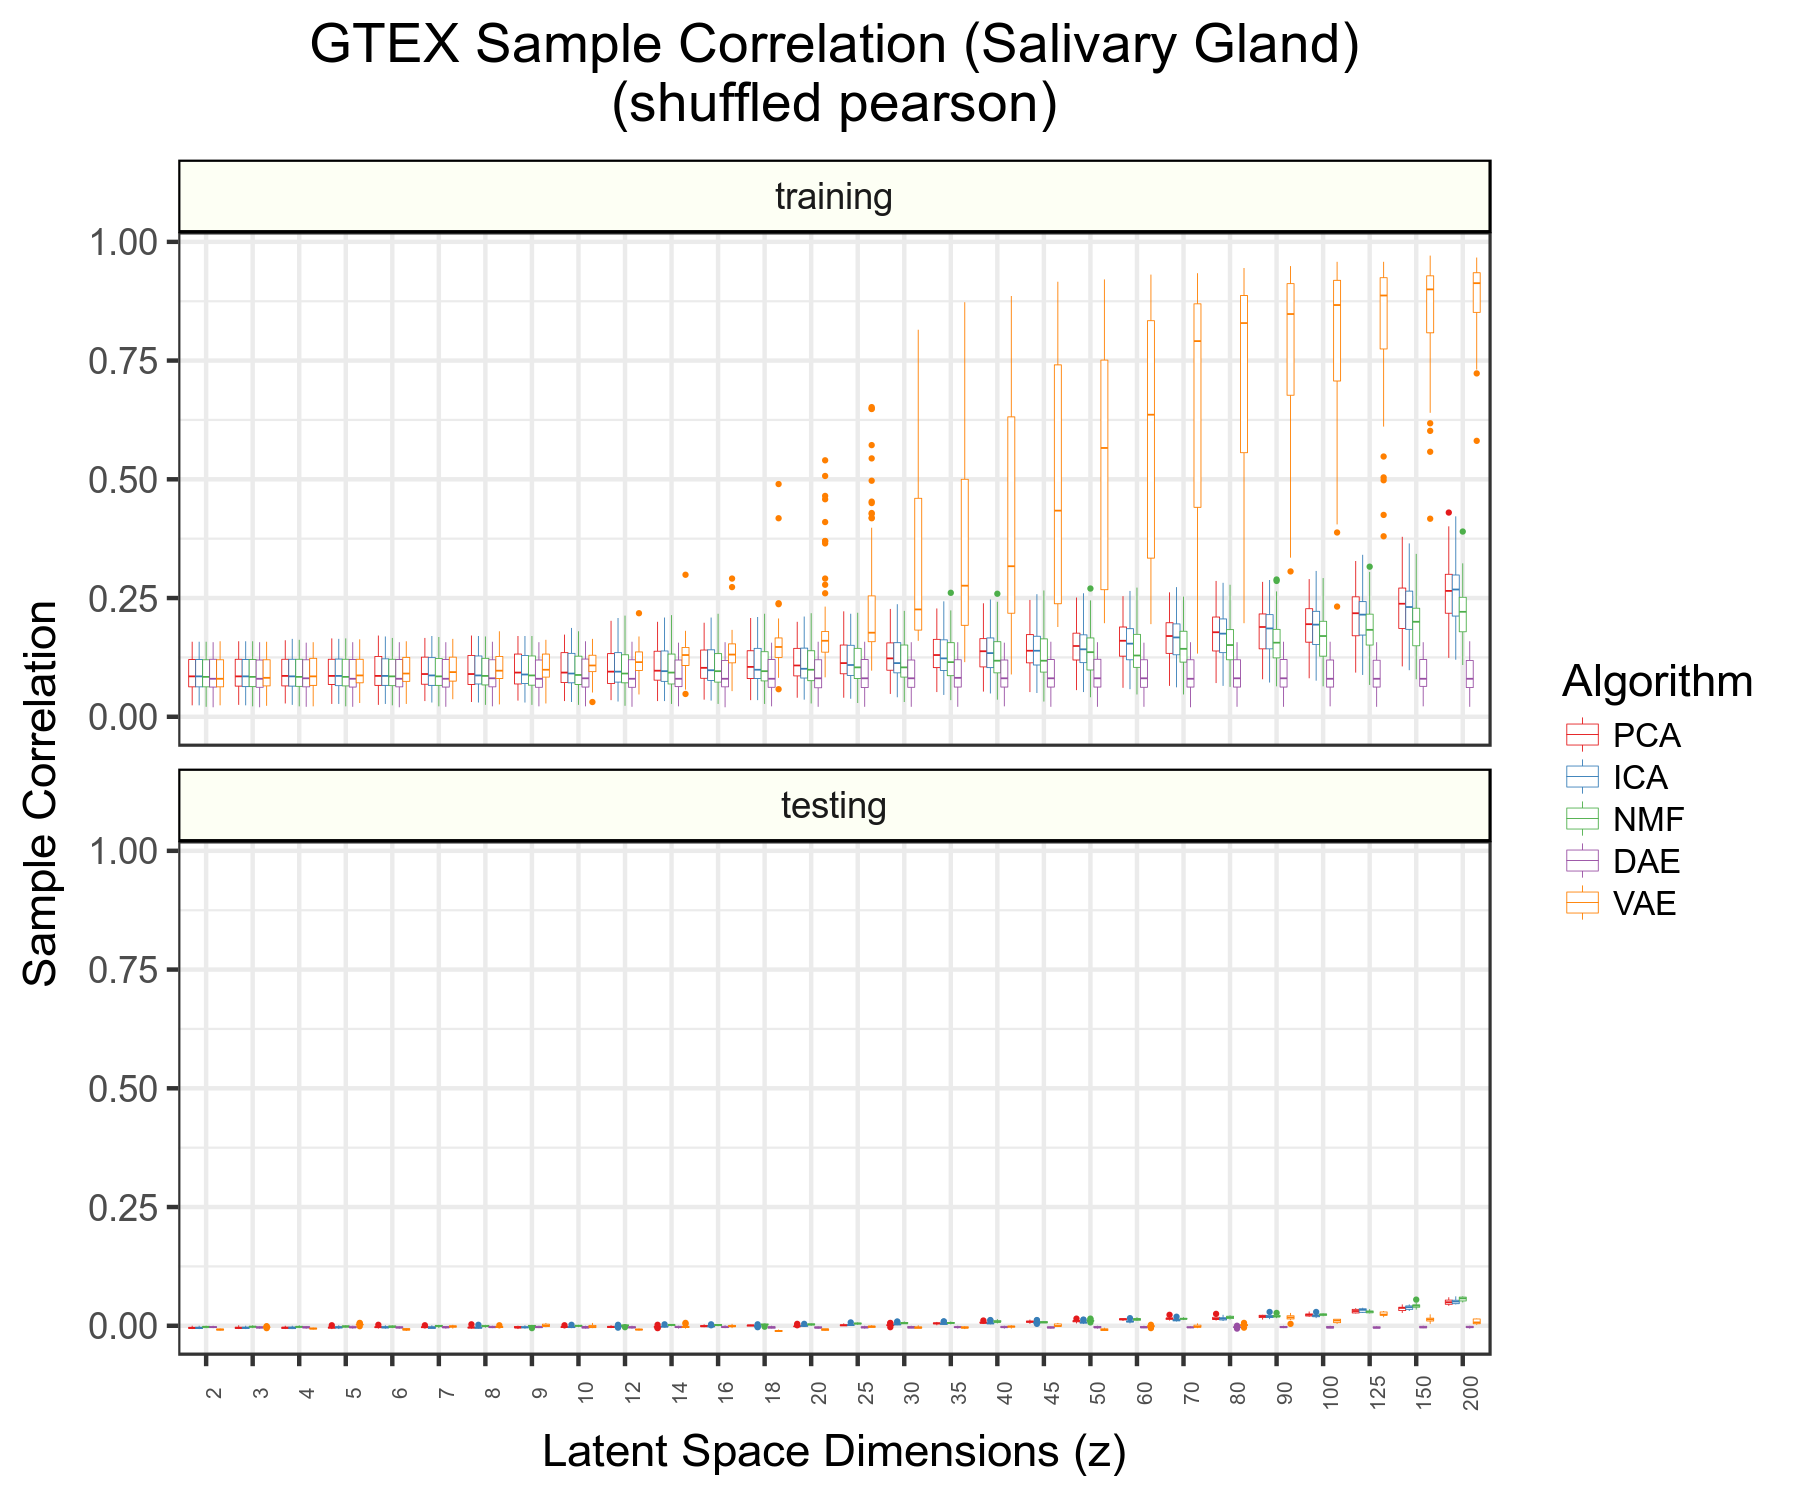 GTEX Sample Correlation (Salivary Gland)
(shuffled pearson)
training
1.00
0.75
0.50
0.25
0.00
testing
1.00
0.75
0.50
0.25
0.00
Sample Correlation
2 3 4 5 6 7 8 9 10 12 14 16 18 20 25 30 35 40 45 50 60 70 80 90 100 125 150 200
Latent Space Dimensions (z)
Algorithm
PCA
ICA
NMF
DAE
VAE